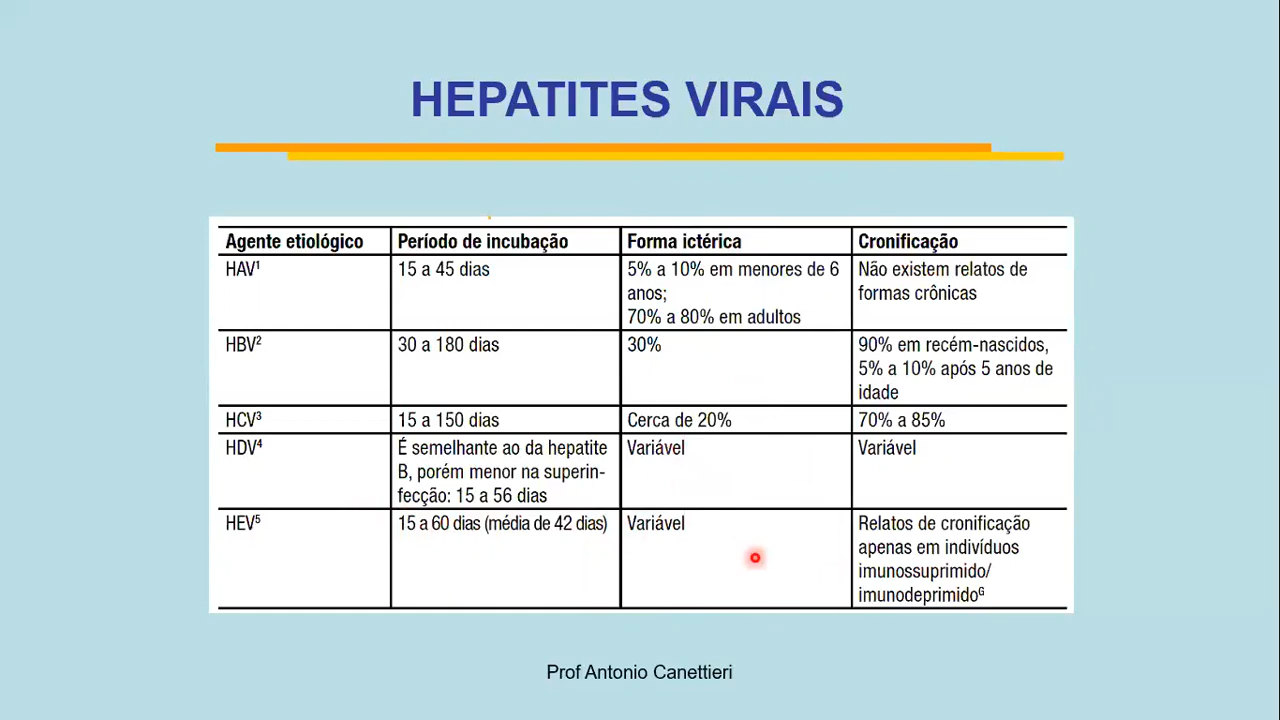 HEPATITES VIRAIS
Agente etiológico Período de incubação Forma ictérica Cronificação
HAV¹ 15 a 45 dias 5% a 10% em menores de 6 Não existem relatos de
anos; formas crônicas
70% a 80% em adultos
HBV² 30 a 180 dias 30% 90% em recém-nascidos,
5% a 10% após 5 anos de
idade
HCV³ 15 a 150 dias Cerca de 20% 70% a 85%
HDV⁴ É semelhante ao da hepatite Variável Variável
B, porém menor na superin-
fecção: 15 a 56 dias
HEV⁵ 15 a 60 dias (média de 42 dias) Variável Relatos de cronificação
apenas em indivíduos
imunossuprimido/
imunodeprimidoᴳ
Prof Antonio Canettieri